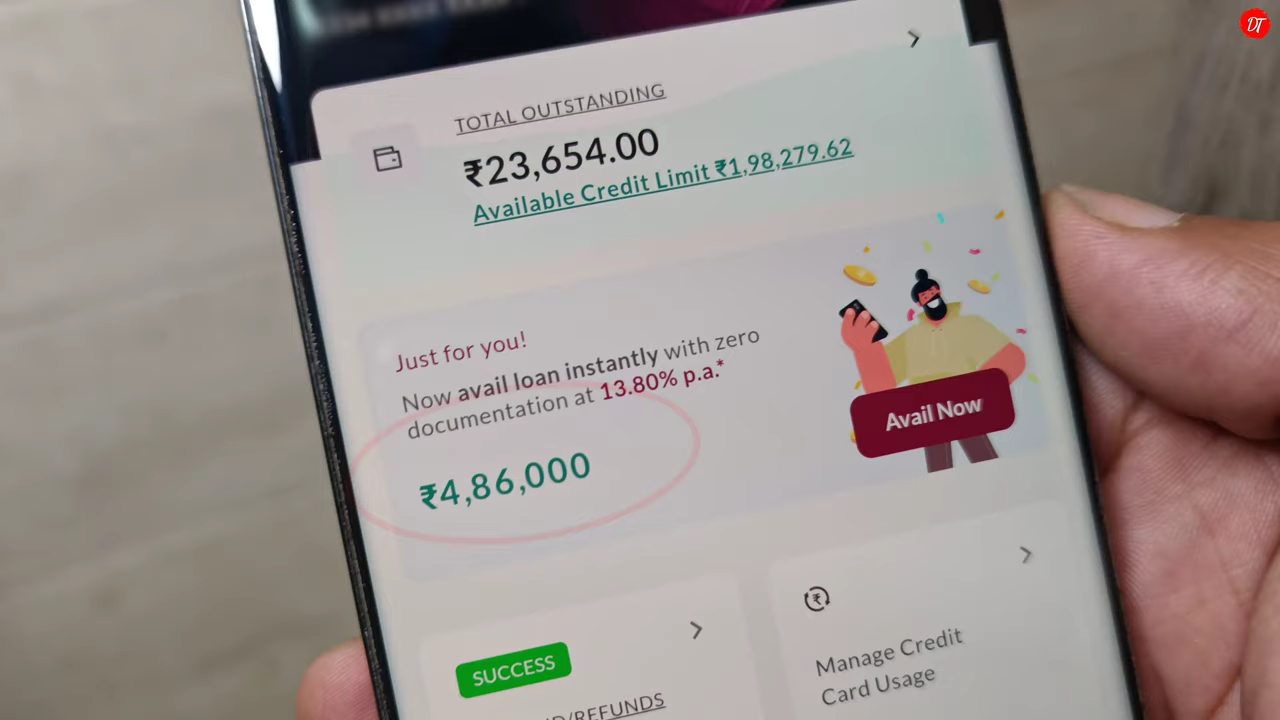 DT
TOTAL OUTSTANDING
₹23,654.00
Available Credit Limit ₹1,98,279.62
Just for you!
Now avail loan instantly with zero
documentation at 13.80% p.a.*
₹4,86,000
Avail Now
SUCCESS
D/REFUNDS
Manage Credit
Card Usage